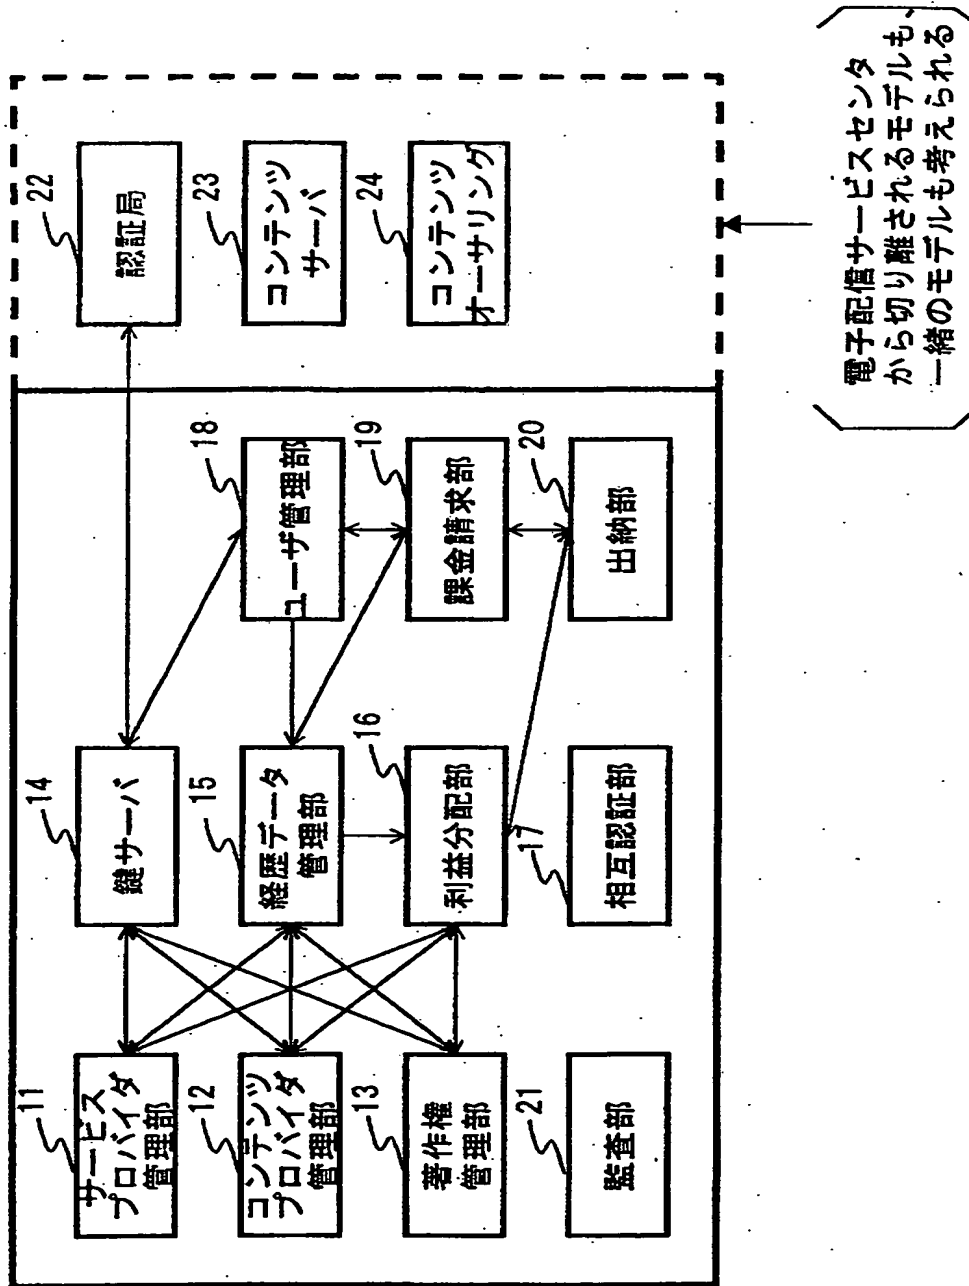 11
サービス
プロバイダ
管理部
12
コンテンツ
プロバイダ
管理部
13
著作権
管理部
21
監査部
14
鍵サーバ
15
経歴データ
管理部
16
利益分配部
17
相互認証部
18
ユーザ管理部
19
課金請求部
20
出納部
22
認証局
23
コンテンツ
サーバ
24
コンテンツ
オーサリング
電子配信サービスセンタ
から切り離されるモデルも、
一緒のモデルも考えられる